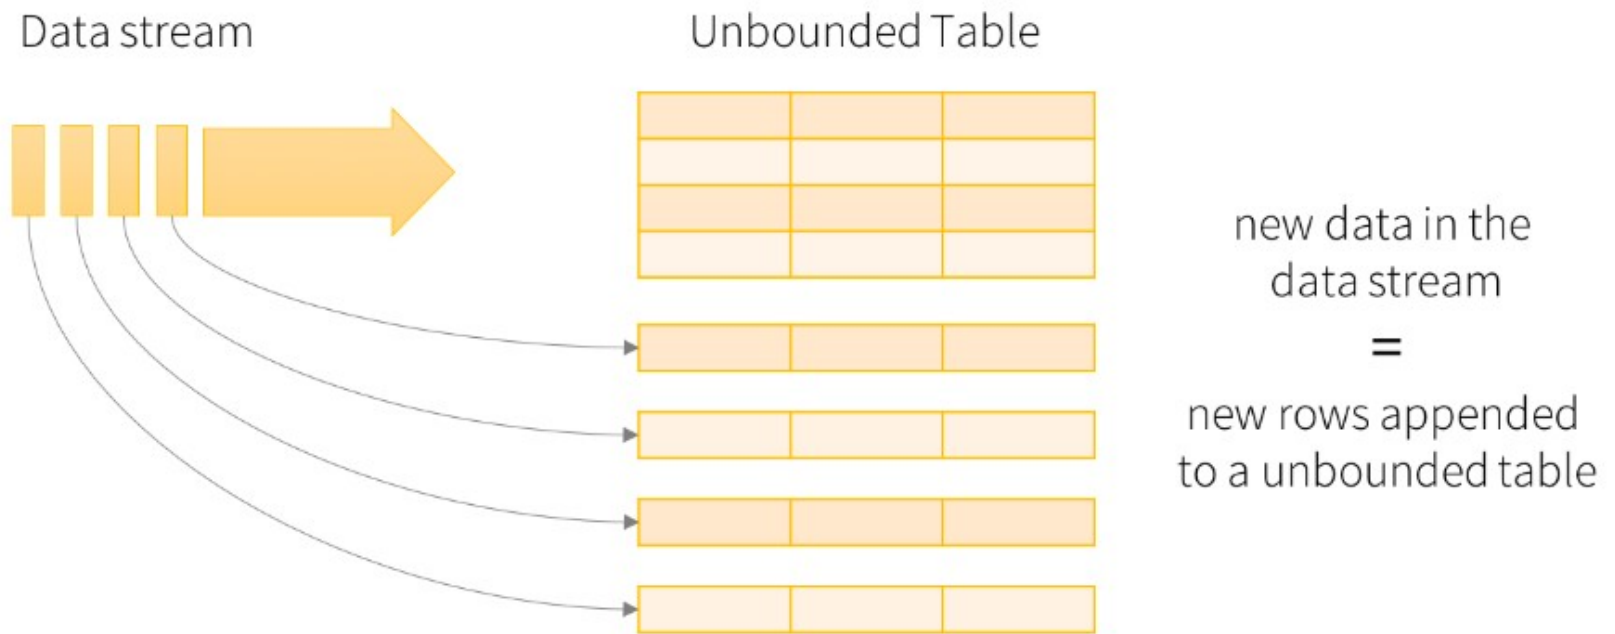 Data stream
Unbounded Table
new data in the
data stream
=
new rows appended
to a unbounded table